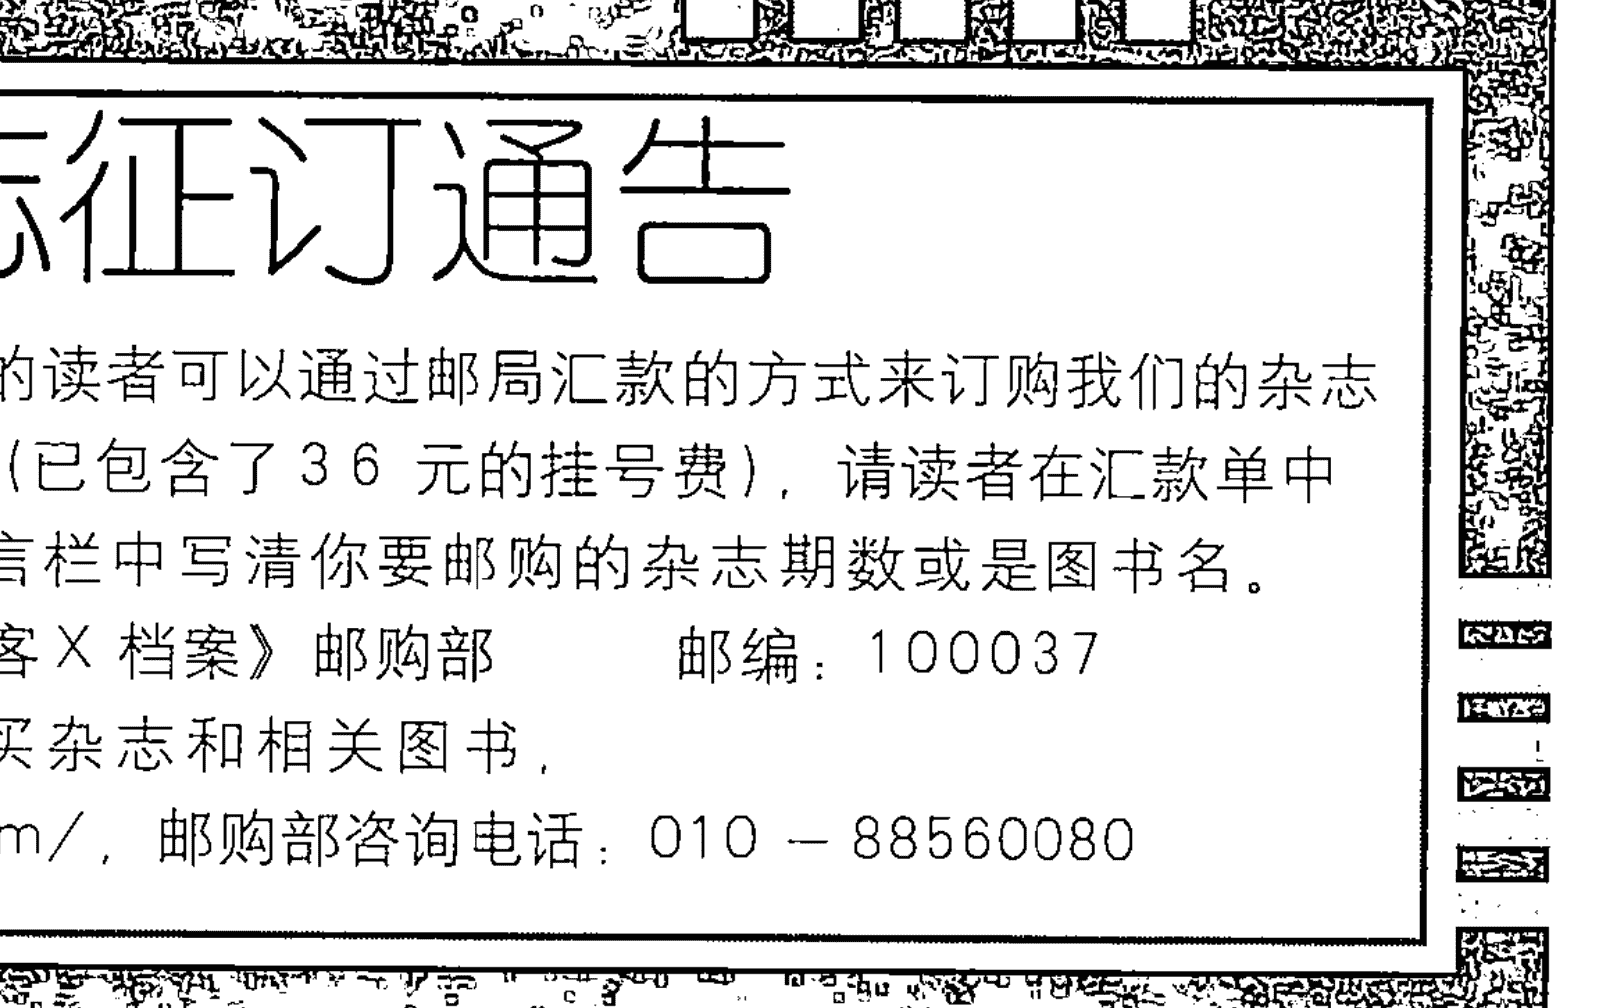 志征订通告
的读者可以通过邮局汇款的方式来订购我们的杂志
(已包含了36 元的挂号费)，请读者在汇款单中
言栏中写清你要邮购的杂志期数或是图书名。
客X档案》邮购部 邮编：100037
买杂志和相关图书，
m/，邮购部咨询电话：010－88560080